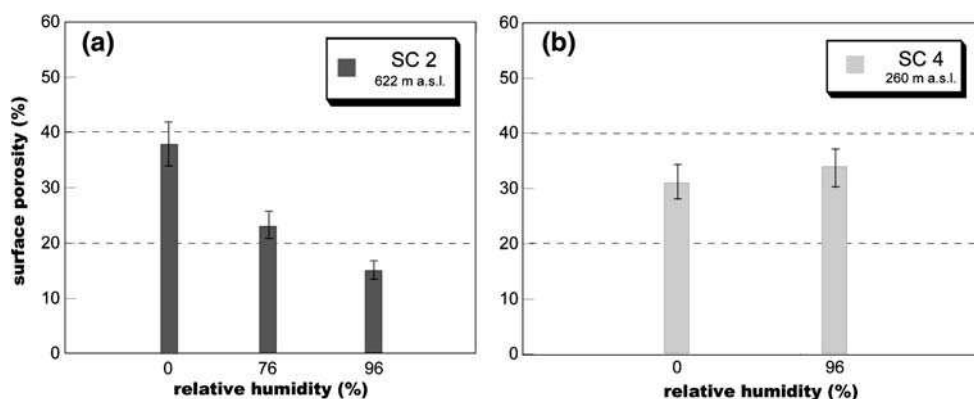 (a)
SC 2
622 m a.s.l.
surface porosity (%)
60
50
40
30
20
10
0
0 76 96
relative humidity (%)
(b)
SC 4
260 m a.s.l.
60
50
40
30
20
10
0
0 96
relative humidity (%)